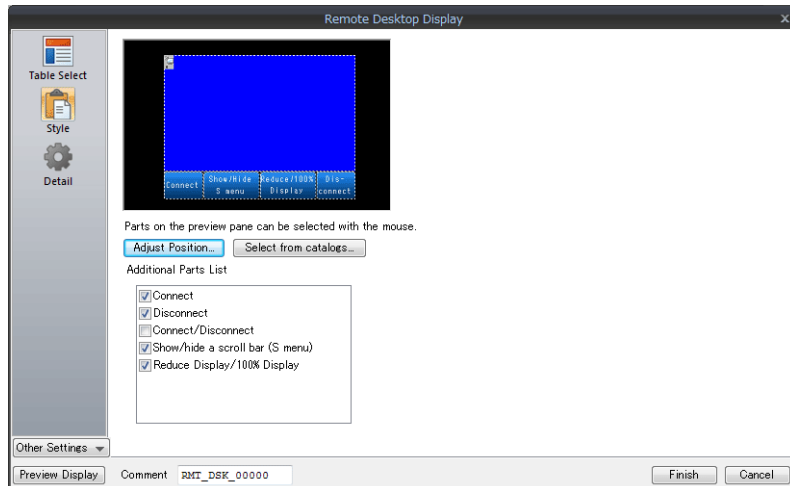 Remote Desktop Display
x
Table Select
Style
Detail
Connect
Show/Hide
S menu
Reduce/100%
Display
Dis-
connect
Parts on the preview pane can be selected with the mouse.
Adjust Position...
Select from catalogs...
Additional Parts List
Connect
Disconnect
Connect/Disconnect
Show/hide a scroll bar (S menu)
Reduce Display/100% Display
Other Settings
Preview Display
Comment
RMT_DSK_00000
Finish
Cancel